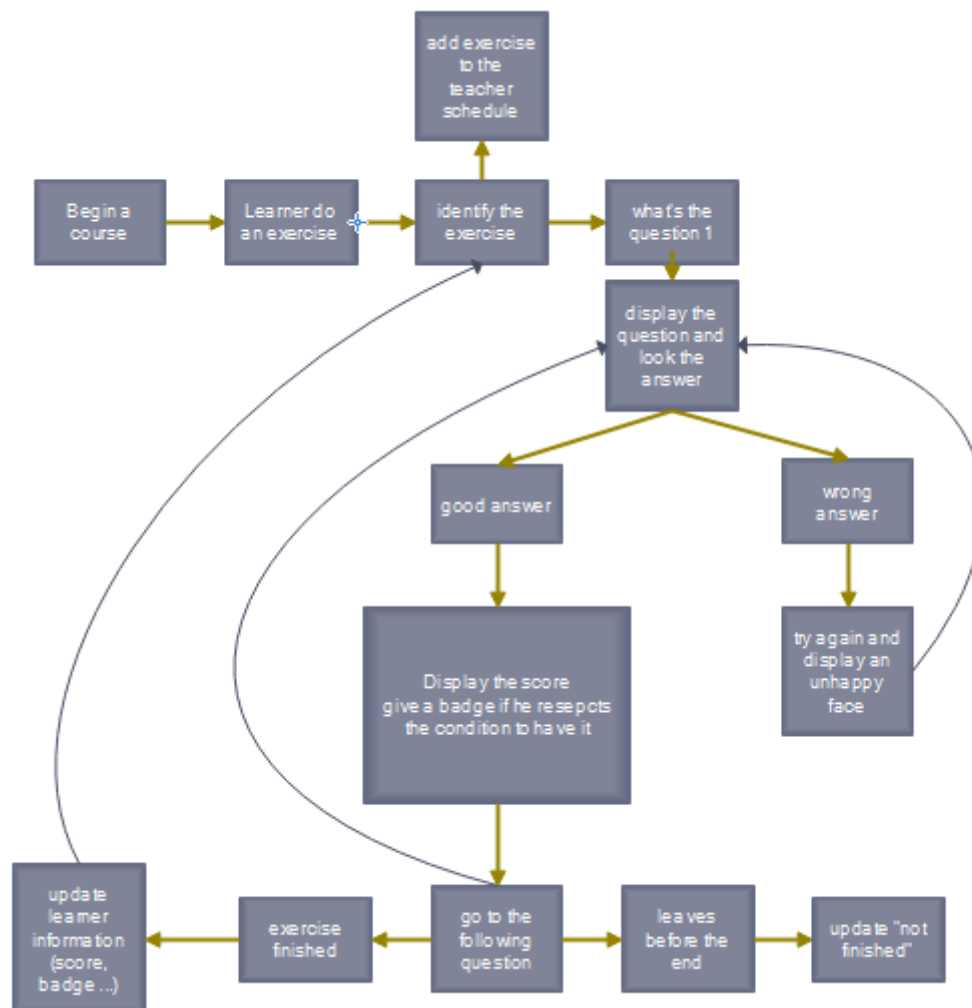 add exercise
to the
teacher
schedule
Begin a
course
Learner do
an exercise
identify the
exercise
what's the
question 1
display the
question and
look the
answer
good answer
wrong
answer
Display the score
give a badge if he resepcts
the condition to have it
try again and
display an
unhappy
face
update
learner
information
(score,
badge ...)
exercise
finished
go to the
following
question
leaves
before the
end
update "not
finished"